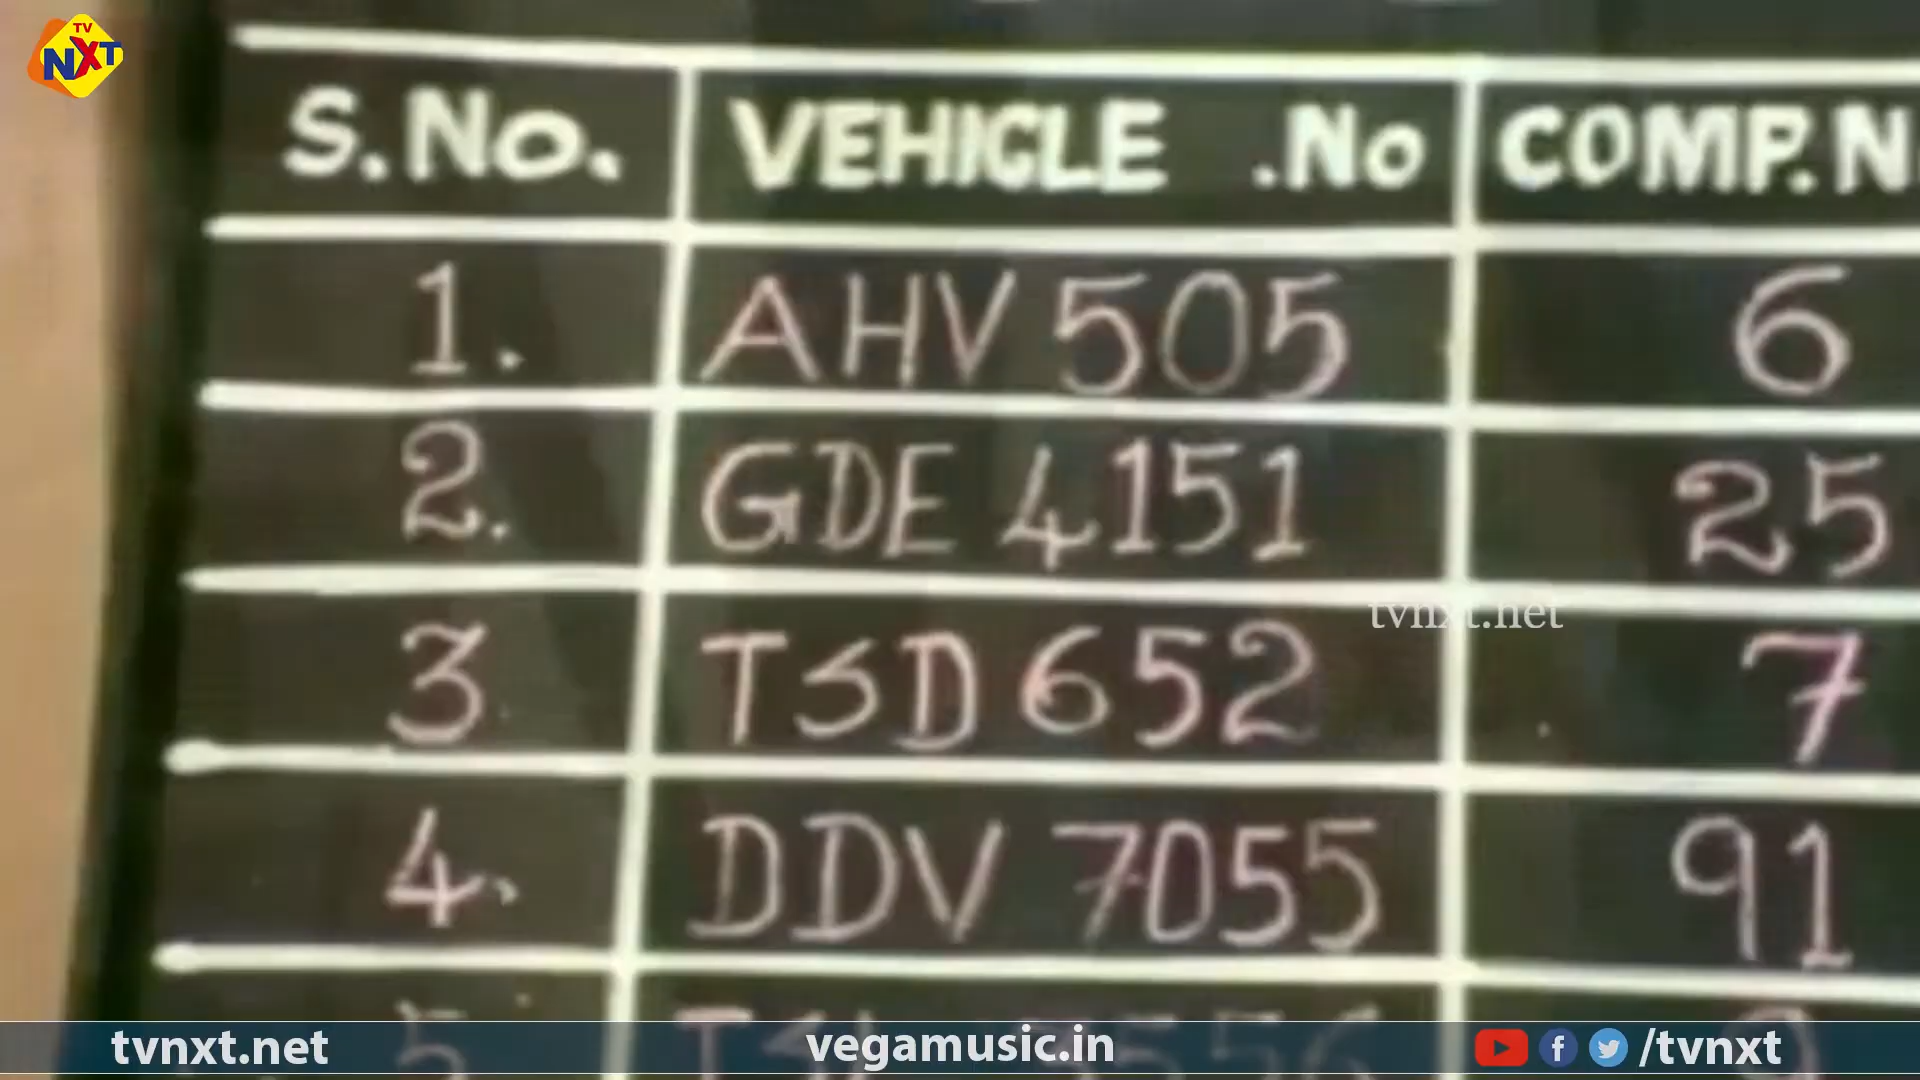 TV
NXT
S.No. VEHICLE .No COMP.N
1. AHV 505 6
2. GDE 4151 25
tvnxt.net
3 TSD 652 7
4. DDV 7055 91
5
tvnxt.net vegamusic.in /tvnxt